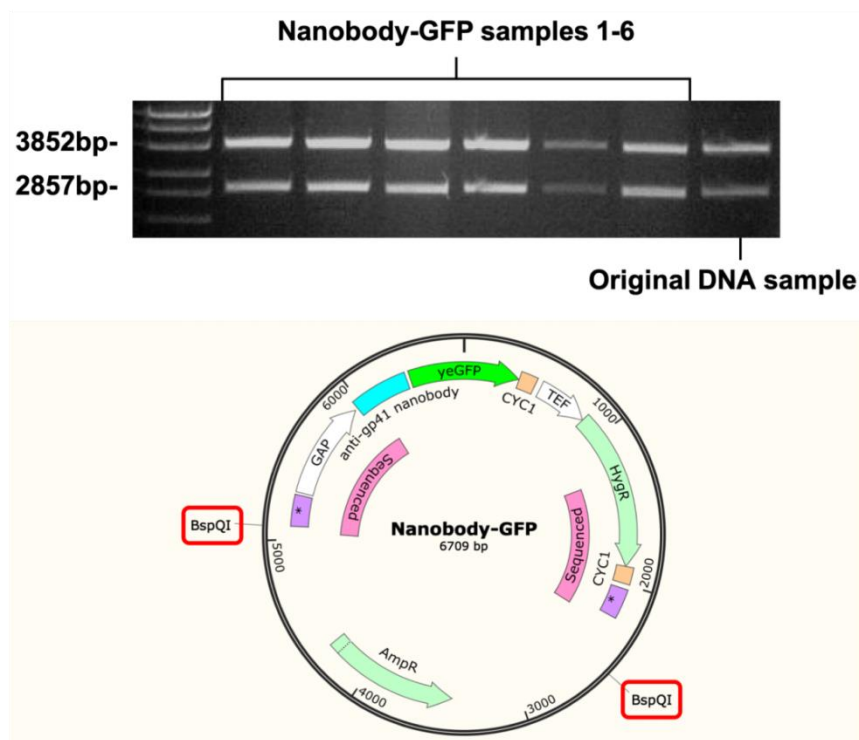 Nanobody-GFP samples 1-6
3852bp-
2857bp-
Original DNA sample
yeGFP
CYC1
TEF
1000
HygR
CYC1
2000
*
BspQI
3000
AmpR
4000
5000
BspQI
*
GAP
6000
anti-gp41 nanobody
Sequenced
Sequenced
Nanobody-GFP
6709 bp